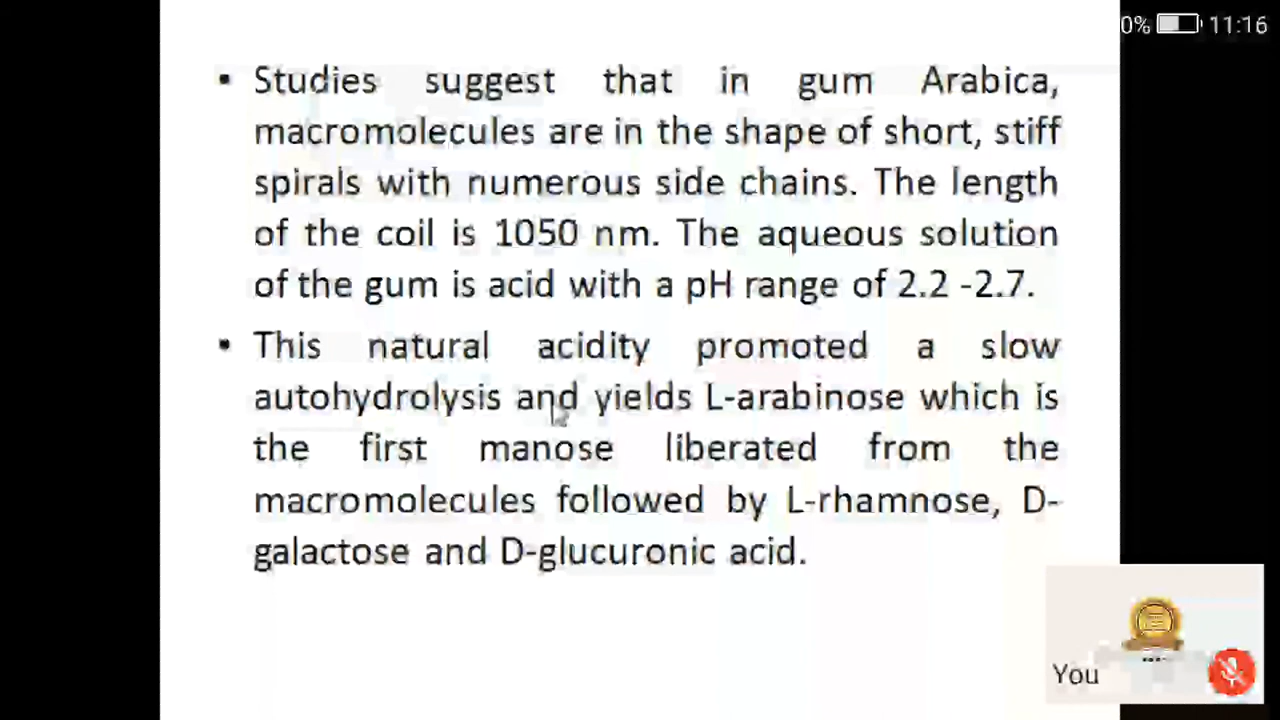 0% 11:16
• Studies suggest that in gum Arabica,
macromolecules are in the shape of short, stiff
spirals with numerous side chains. The length
of the coil is 1050 nm. The aqueous solution
of the gum is acid with a pH range of 2.2 -2.7.
• This natural acidity promoted a slow
autohydrolysis and yields L-arabinose which is
the first manose liberated from the
macromolecules followed by L-rhamnose, D-
galactose and D-glucuronic acid.
You